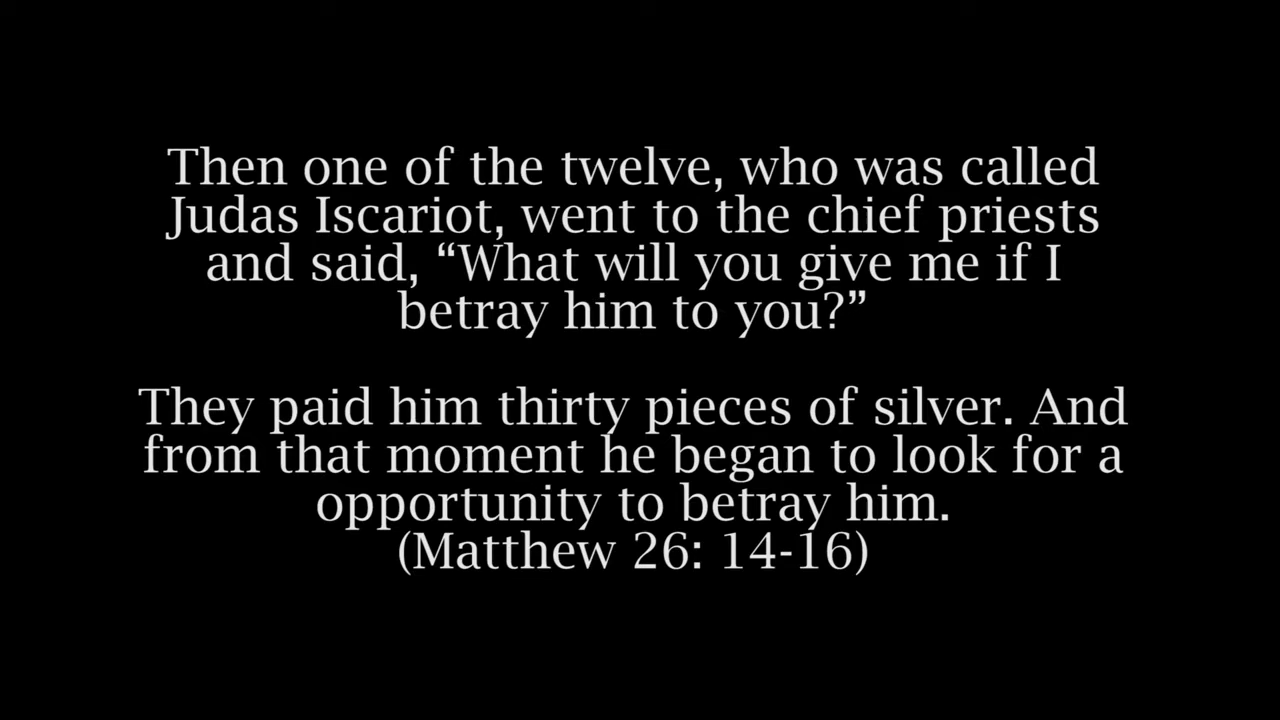 Then one of the twelve, who was called
Judas Iscariot, went to the chief priests
and said, “What will you give me if I
betray him to you?”
They paid him thirty pieces of silver. And
from that moment he began to look for a
opportunity to betray him.
(Matthew 26: 14-16)